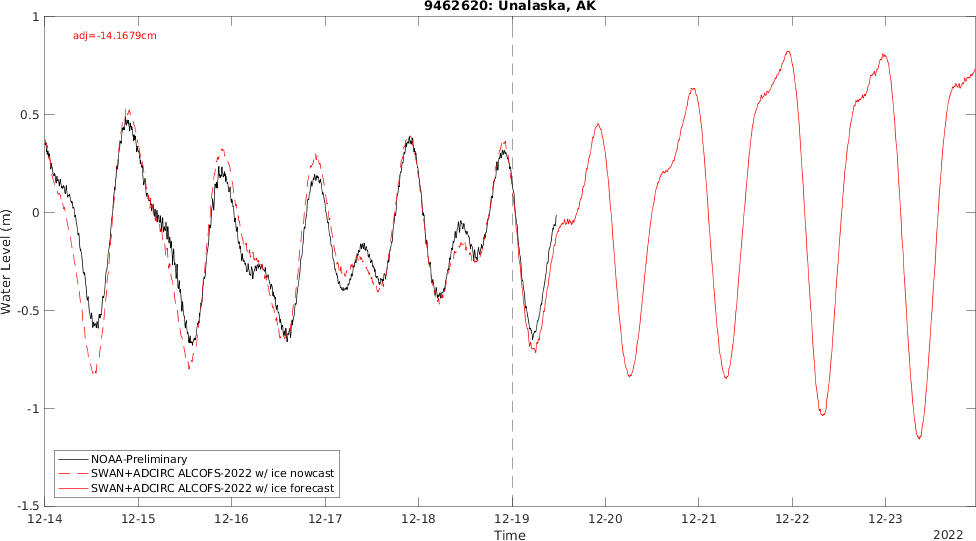 9462620: Unalaska, AK
adj=-14.1679cm
Water Level (m)
1
0.5
0
-0.5
-1
-1.5
NOAA-Preliminary
SWAN+ADCIRC ALCOFS-2022 w/ ice nowcast
SWAN+ADCIRC ALCOFS-2022 w/ ice forecast
12-14 12-15 12-16 12-17 12-18 12-19 12-20 12-21 12-22 12-23
Time
2022